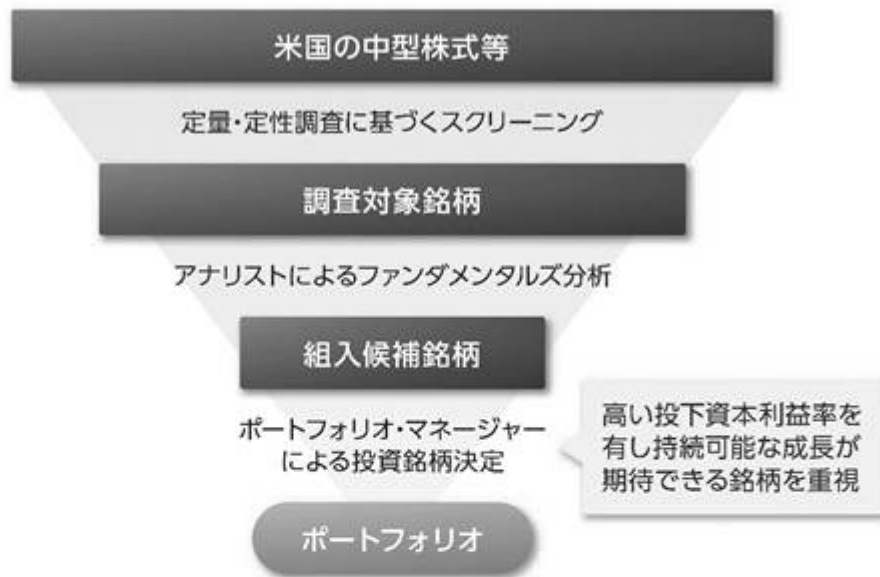 米国の中型株式等
定量・定性調査に基づくスクリーニング
調査対象銘柄
アナリストによるファンダメンタルズ分析
組入候補銘柄
ポートフォリオ・マネージャー
による投資銘柄決定
高い投下資本利益率を
有し持続可能な成長が
期待できる銘柄を重視
ポートフォリオ